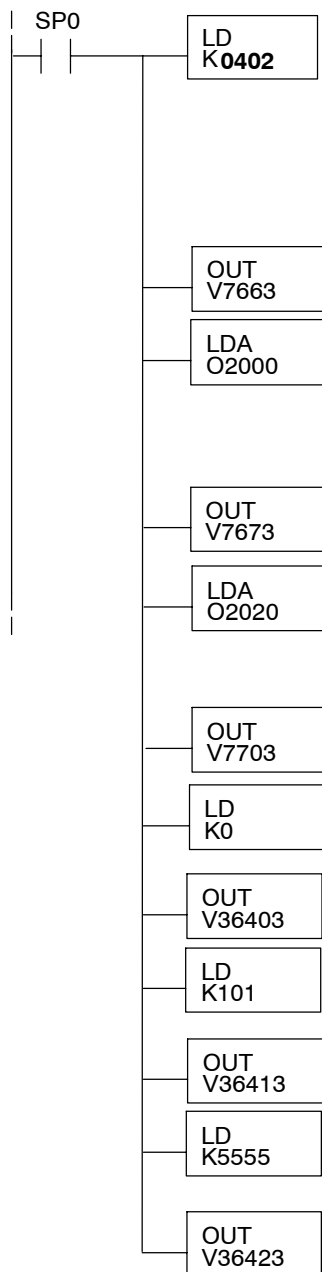 SP0
LD
K0402
OUT
V7663
LDA
O2000
OUT
V7673
LDA
O2020
OUT
V7703
LD
K0
OUT
V36403
LD
K101
OUT
V36413
LD
K5555
OUT
V36423